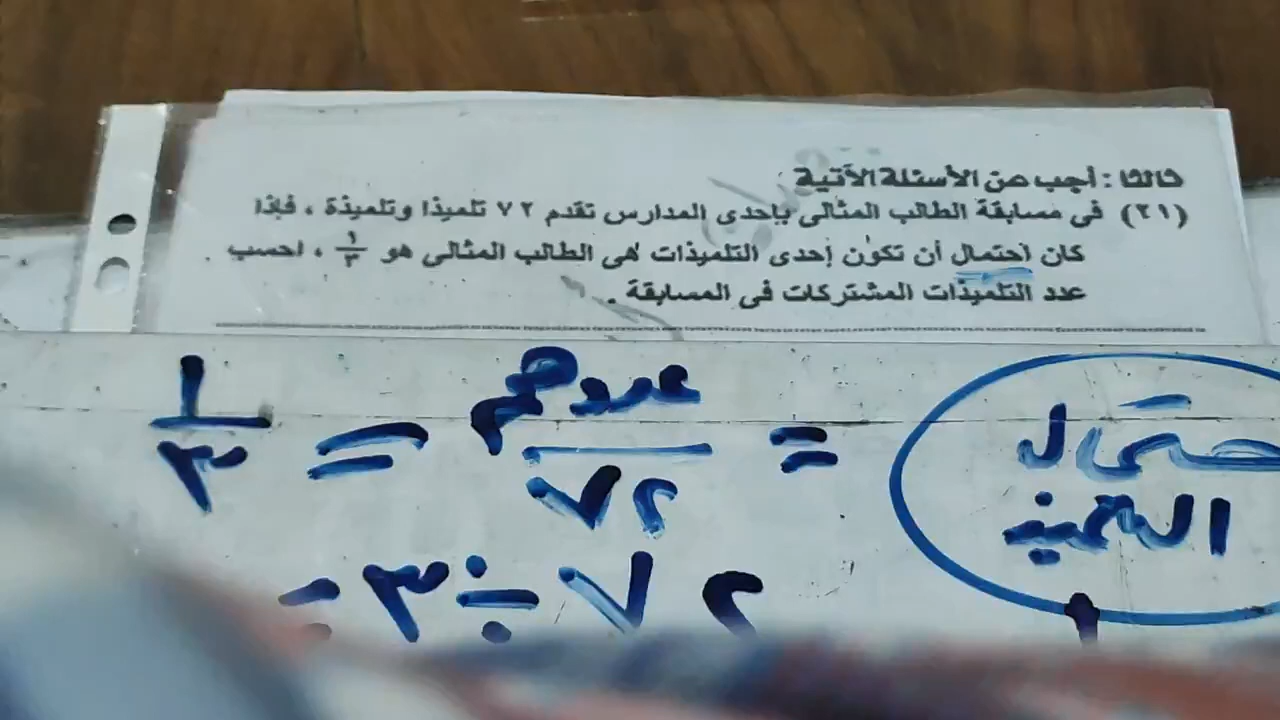 ثالثا : أجب عن الأسئلة الآتية :
(٢١) فى مسابقة الطالب المثالى بإحدى المدارس تقدم ٧٢ تلميذا وتلميذة ، فإذا
كان احتمال أن تكون إحدى التلميذات هى الطالب المثالى هو ١/٣ ، احسب
عدد التلميذات المشتركات فى المسابقة .
= عددهم/٧٢ = ١/٣
٧٢ ÷ ٣ =